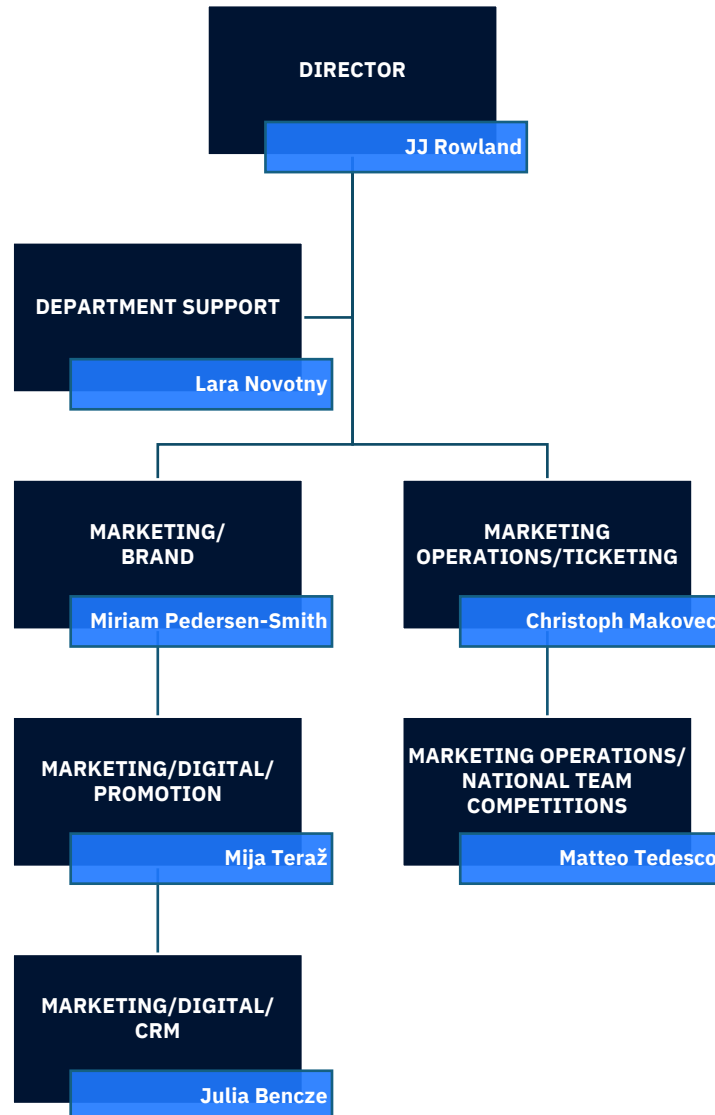 DIRECTOR
JJ Rowland
DEPARTMENT SUPPORT
Lara Novotny
MARKETING/
BRAND
Miriam Pedersen-Smith
MARKETING
OPERATIONS/TICKETING
Christoph Makovec
MARKETING/DIGITAL/
PROMOTION
Mija Teraž
MARKETING OPERATIONS/
NATIONAL TEAM
COMPETITIONS
Matteo Tedesco
MARKETING/DIGITAL/
CRM
Julia Bencze